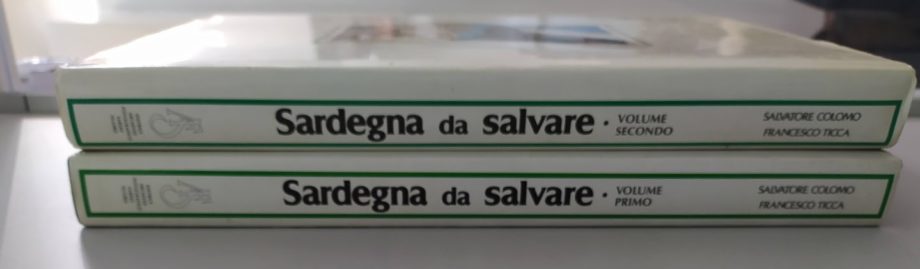 Sardegna da salvare · VOLUME
SECONDO
SALVATORE COLOMO
FRANCESCO TICCA
Sardegna da salvare · VOLUME
PRIMO
SALVATORE COLOMO
FRANCESCO TICCA